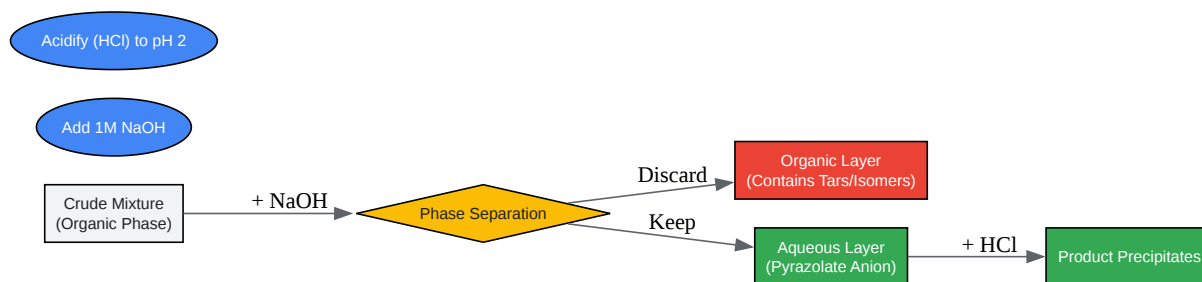 Acidify (HCl) to pH 2
Add 1M NaOH
Crude Mixture
(Organic Phase)
+ NaOH
Phase Separation
Discard
Keep
Organic Layer
(Contains Tars/Isomers)
Aqueous Layer
(Pyrazolate Anion)
+ HCl
Product Precipitates